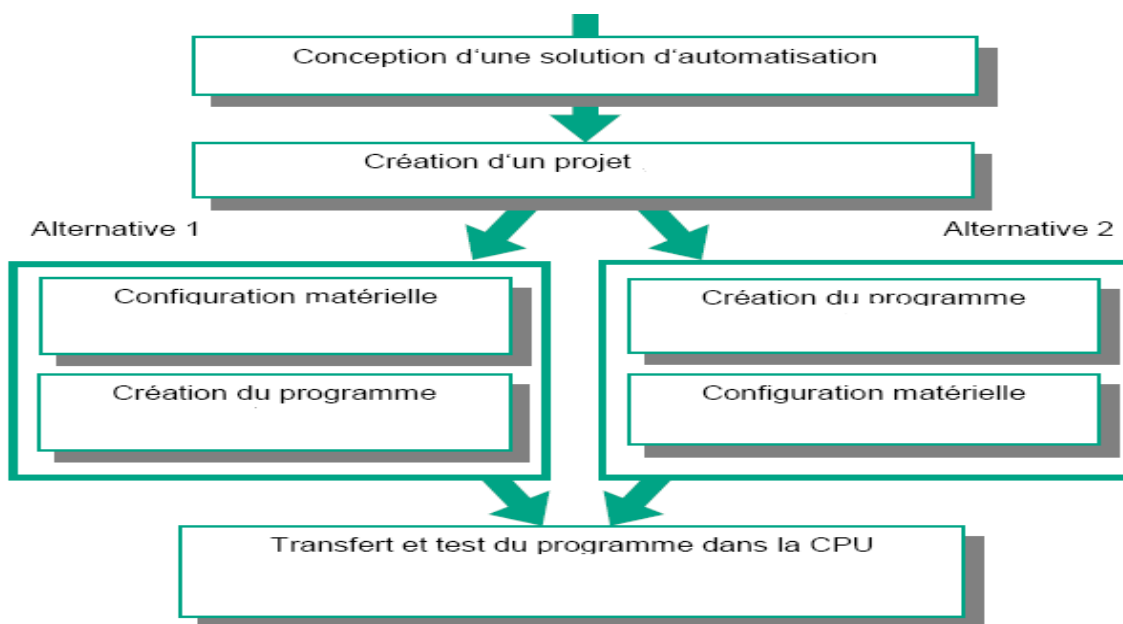 Conception d‘une solution d‘automatisation
Création d‘un projet
Alternative 1
Alternative 2
Configuration matérielle
Création du programme
Création du programme
Configuration matérielle
Transfert et test du programme dans la CPU